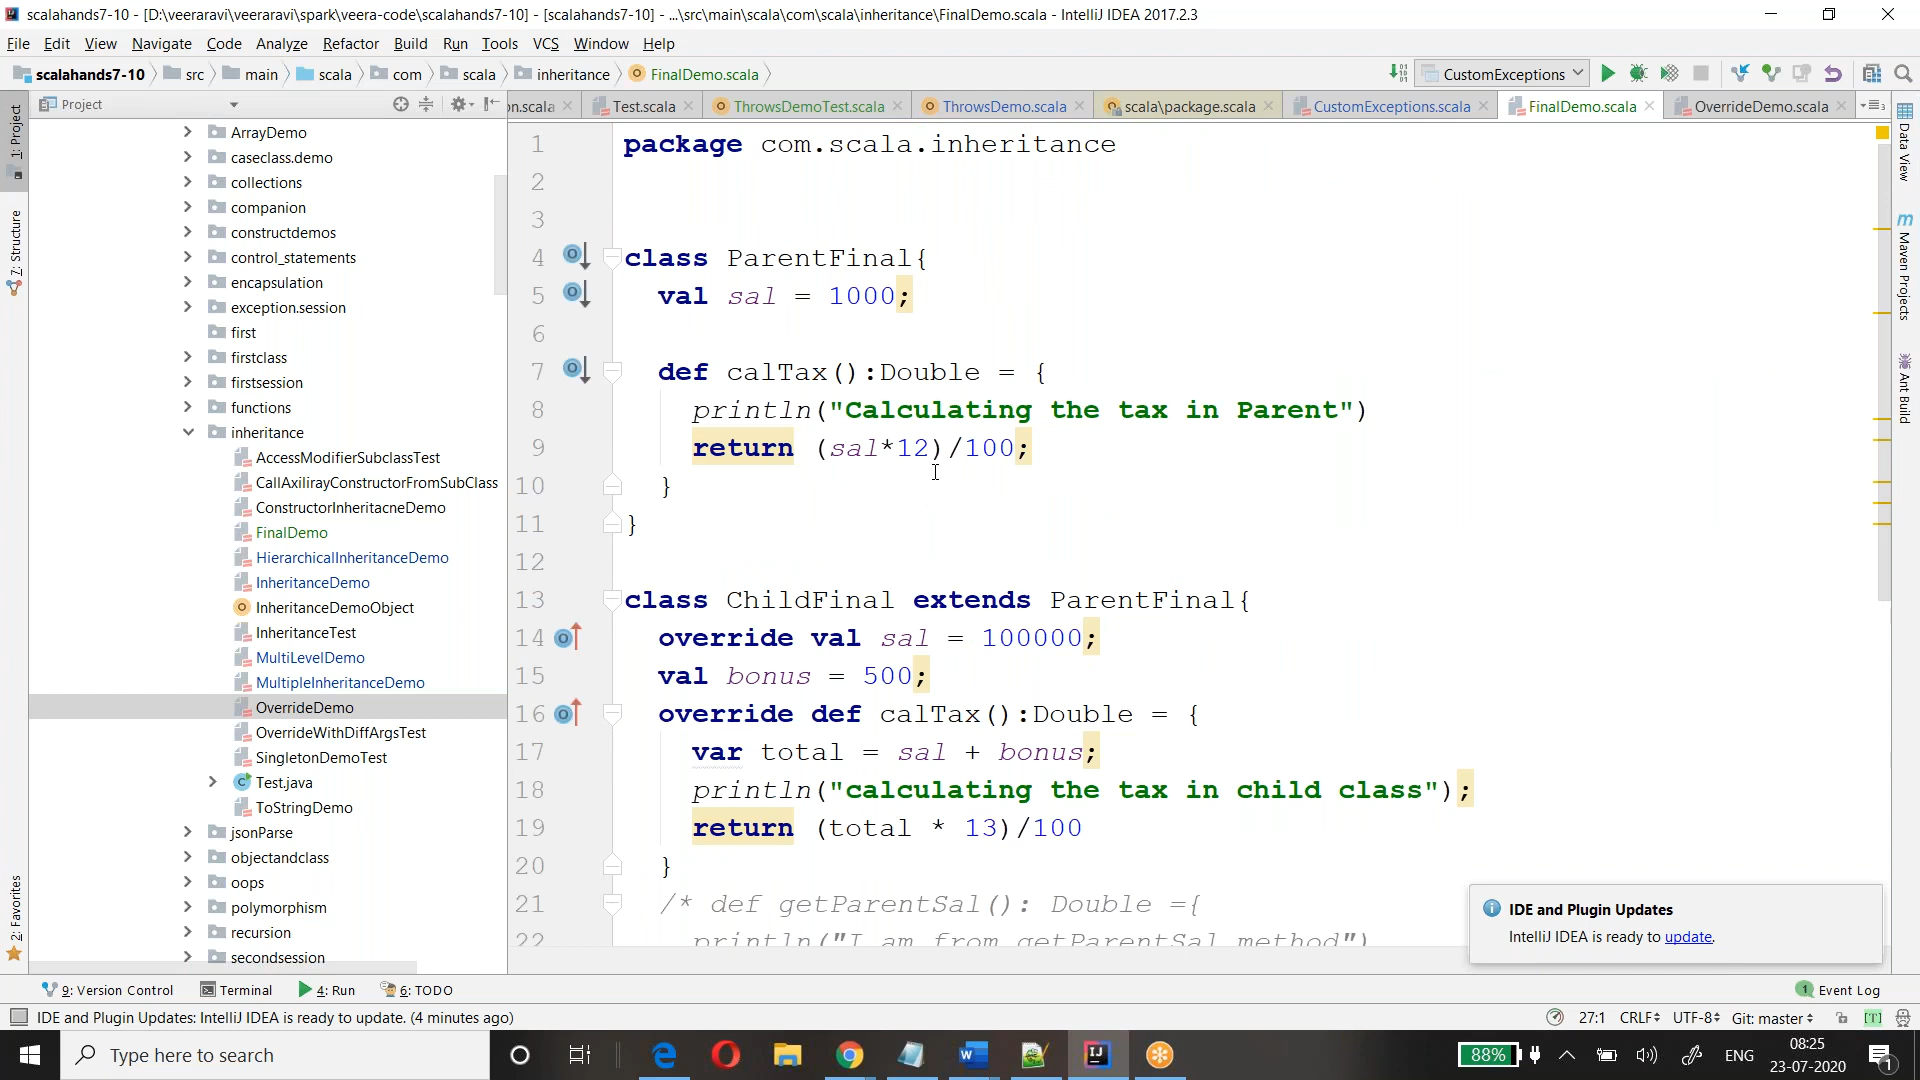 scalahands7-10 - [D:\veeraravi\veeraravi\spark\veera-code\scalahands7-10] - [scalahands7-10] - ...\src\main\scala\com\scala\inheritance\FinalDemo.scala - IntelliJ IDEA 2017.2.3
File Edit View Navigate Code Analyze Refactor Build Run Tools VCS Window Help
scalahands7-10 src main scala com scala inheritance FinalDemo.scala
CustomExceptions
Project
on.scala Test.scala ThrowsDemoTest.scala ThrowsDemo.scala scala\package.scala CustomExceptions.scala FinalDemo.scala OverrideDemo.scala
1: Project
7: Structure
2: Favorites
ArrayDemo
caseclass.demo
collections
companion
constructdemos
control_statements
encapsulation
exception.session
first
firstclass
firstsession
functions
inheritance
AccessModifierSubclassTest
CallAxilirayConstructorFromSubClass
ConstructorInheritacneDemo
FinalDemo
HierarchicalInheritanceDemo
InheritanceDemo
InheritanceDemoObject
InheritanceTest
MultiLevelDemo
MultipleInheritanceDemo
OverrideDemo
OverrideWithDiffArgsTest
SingletonDemoTest
Test.java
ToStringDemo
jsonParse
objectandclass
oops
polymorphism
recursion
secondsession
1 package com.scala.inheritance
2
3
4 class ParentFinal{
5 val sal = 1000;
6
7 def calTax():Double = {
8 println("Calculating the tax in Parent")
9 return (sal*12)/100;
10 }
11 }
12
13 class ChildFinal extends ParentFinal{
14 override val sal = 100000;
15 val bonus = 500;
16 override def calTax():Double = {
17 var total = sal + bonus;
18 println("calculating the tax in child class");
19 return (total * 13)/100
20 }
21 /* def getParentSal(): Double ={
22 println("I am from getParentSal method")
Data View
Maven Projects
Ant Build
IDE and Plugin Updates
IntelliJ IDEA is ready to update.
9: Version Control Terminal 4: Run 6: TODO
1 Event Log
IDE and Plugin Updates: IntelliJ IDEA is ready to update. (4 minutes ago)
27:1 CRLF UTF-8 Git: master [T]
Type here to search
88%
ENG
08:25
23-07-2020
1